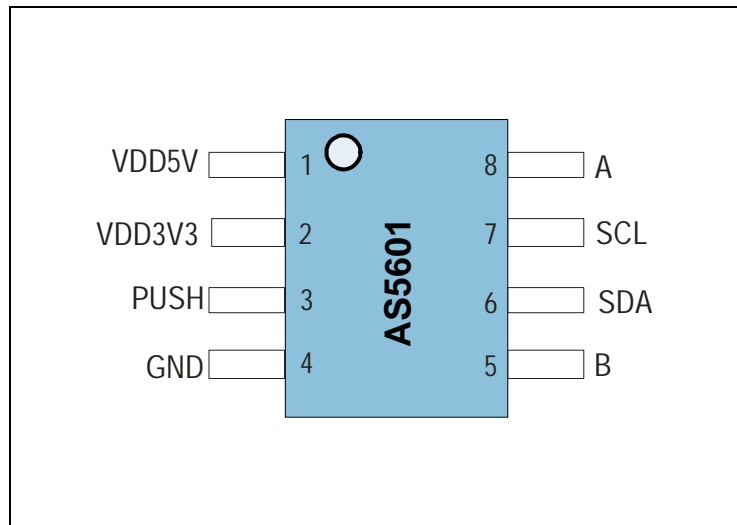 VDD5V 1 8 A
VDD3V3 2 7 SCL
PUSH 3 6 SDA
GND 4 5 B
AS5601